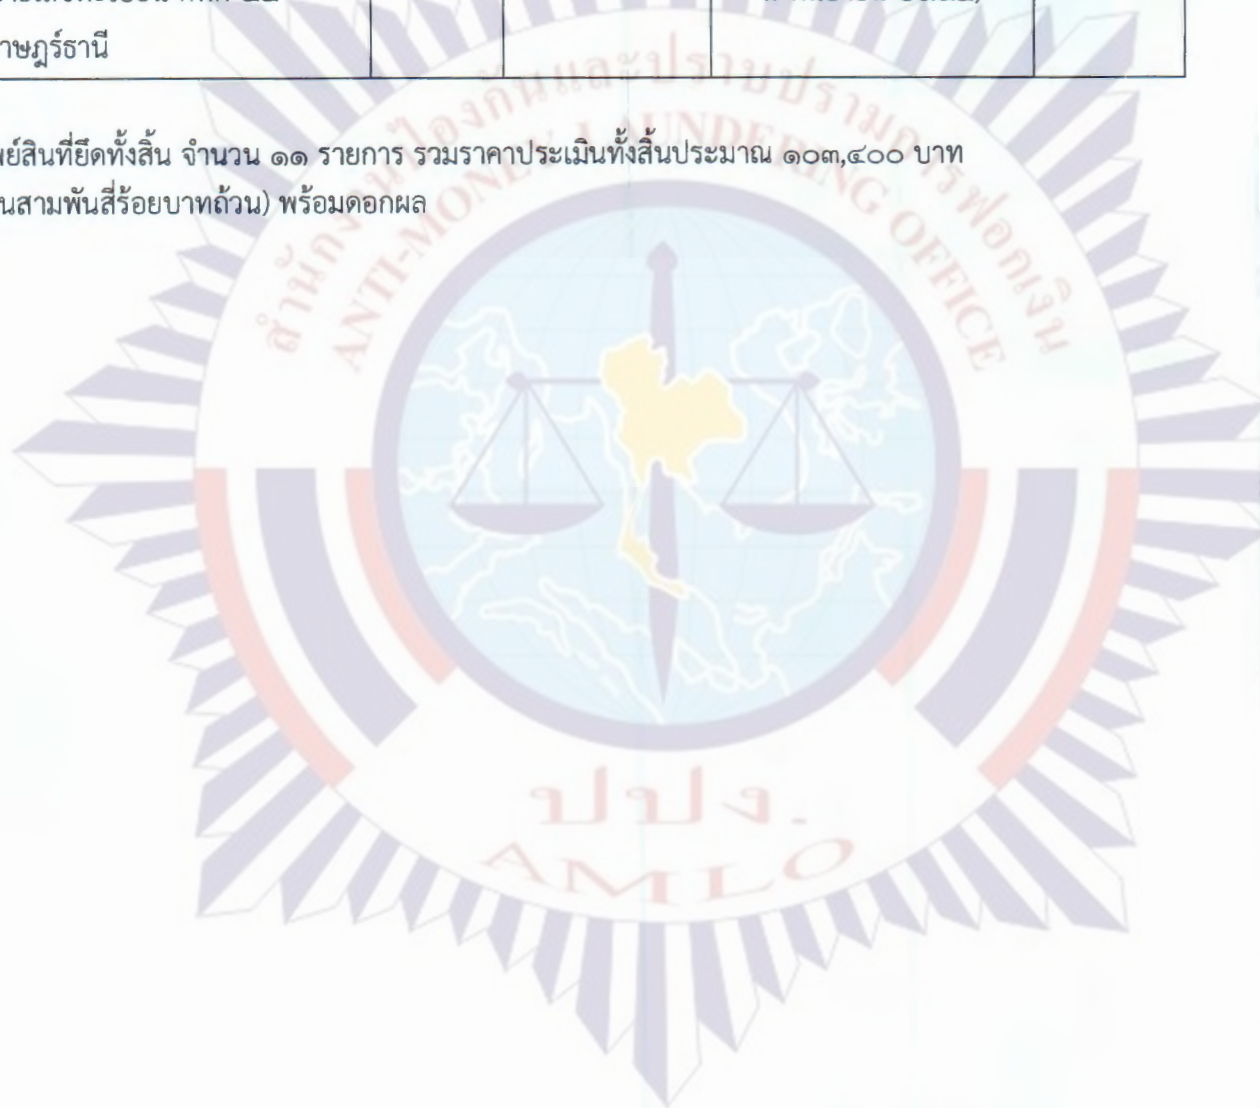 าษฎร์ธานี
พย์สินที่ยึดทั้งสิ้น จำนวน ๑๑ รายการ รวมราคาประเมินทั้งสิ้นประมาณ ๑๐๓,๔๐๐ บาท
นสามพันสี่ร้อยบาทถ้วน) พร้อมดอกผล
สำนักงานป้องกันและปราบปรามการฟอกเงิน
ANTI-MONEY LAUNDERING OFFICE
ปปง.
AMLO